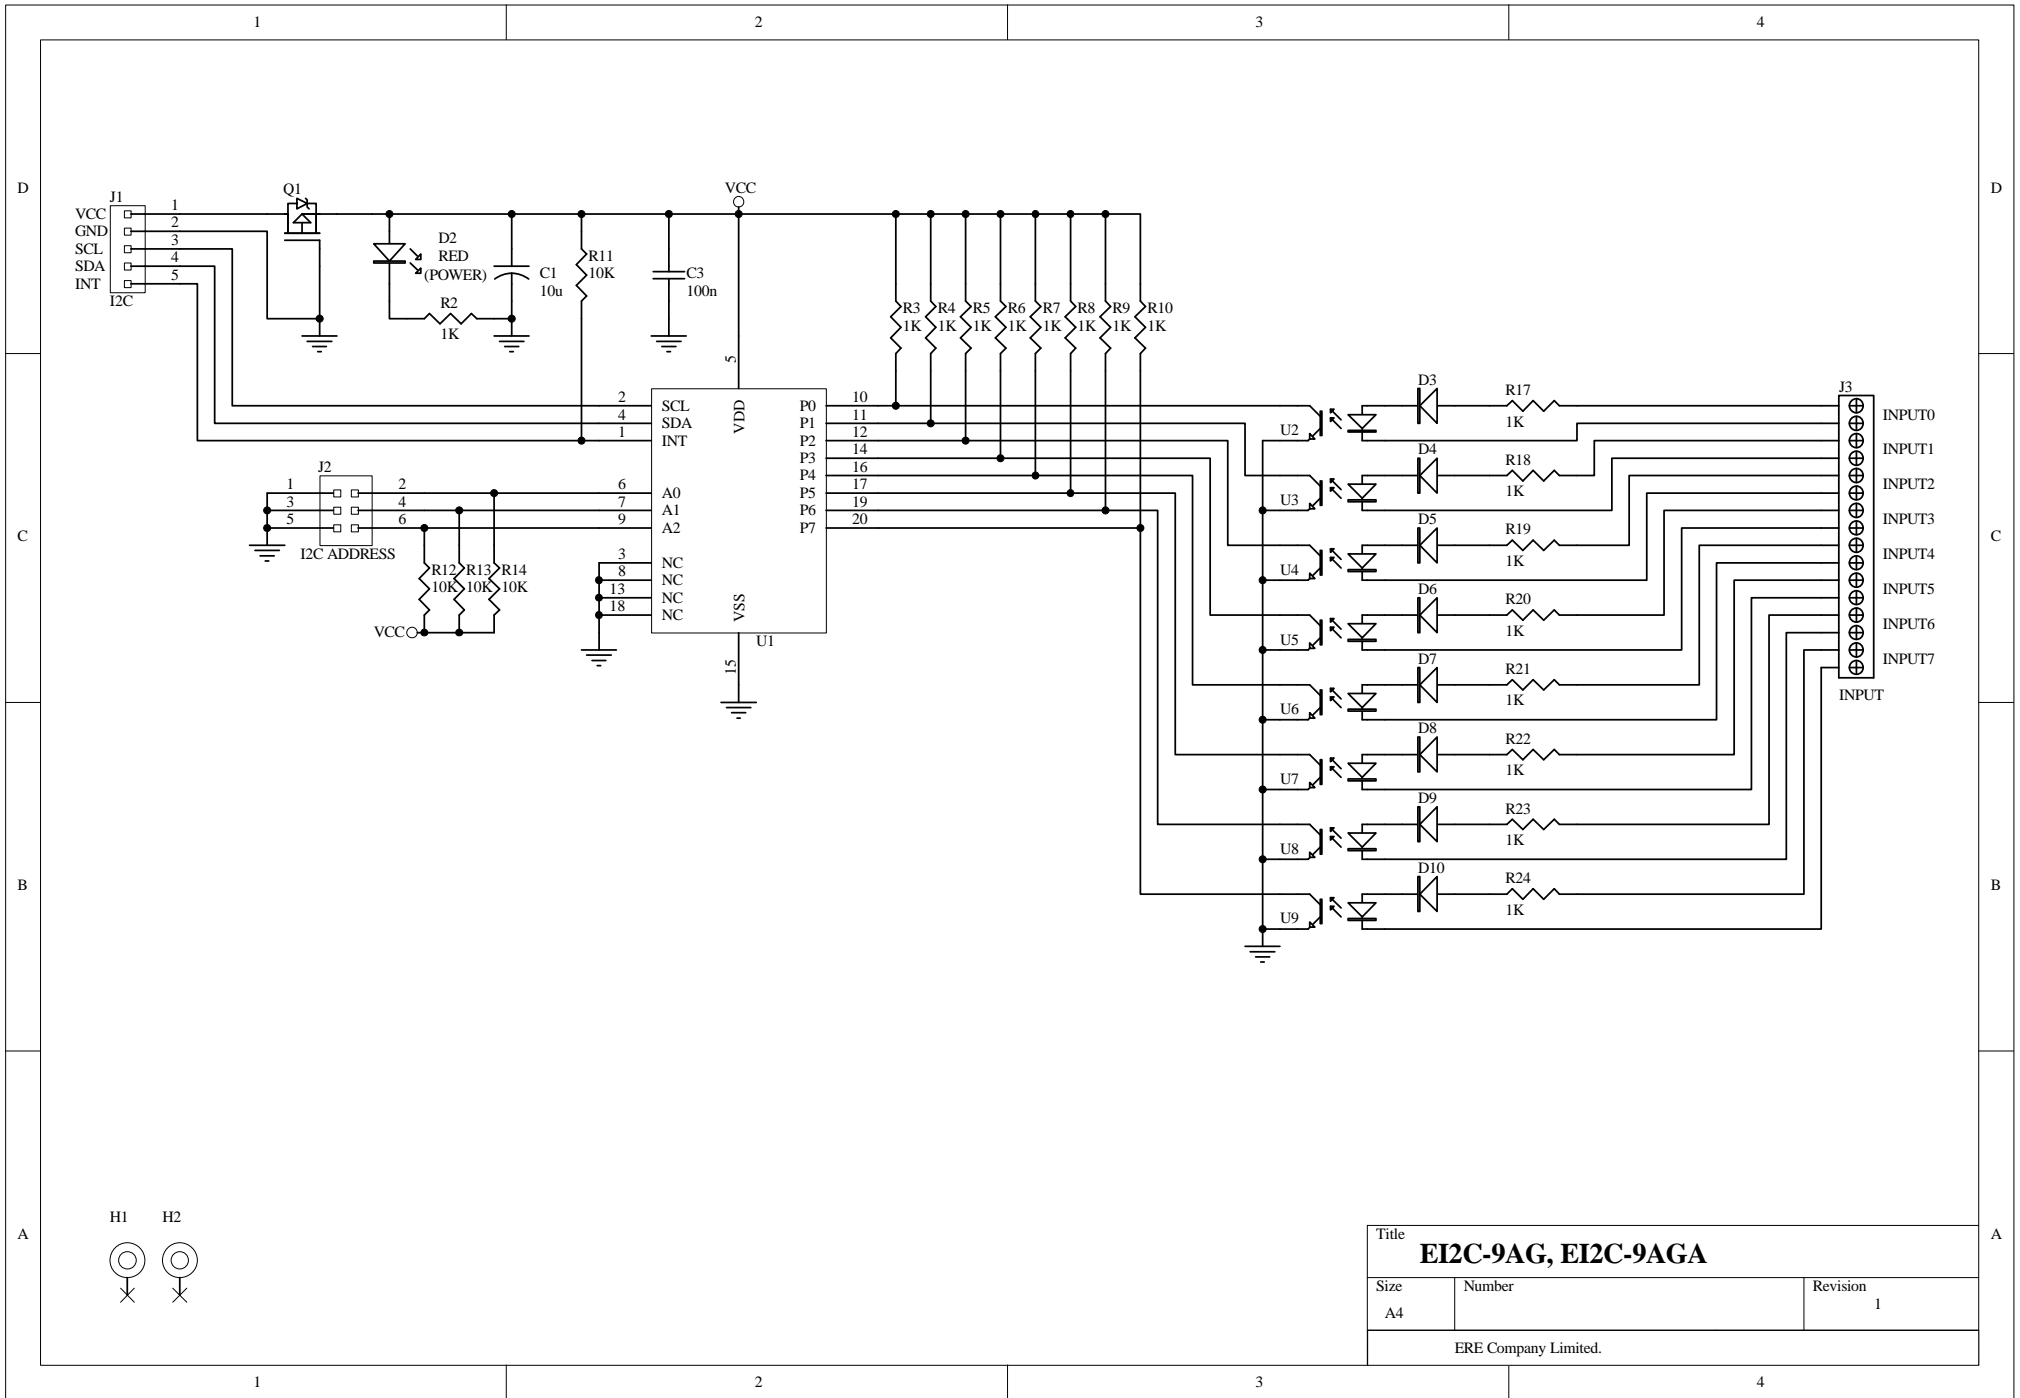 1 2 3 4
D D
C C
B B
A A
J1
VCC 1
GND 2
SCL 3
SDA 4
INT 5
I2C
Q1
D2
RED
(POWER)
R2
1K
C1
10u
R11
10K
C3
100n
VCC
R3 R4 R5 R6 R7 R8 R9 R10
1K 1K 1K 1K 1K 1K 1K 1K
5
2 SCL
4 SDA
1 INT
6 A0
7 A1
9 A2
3 NC
8 NC
13 NC
18 NC
VDD
VSS
15
U1
P0 10
P1 11
P2 12
P3 14
P4 16
P5 17
P6 19
P7 20
J2
1 2
3 4
5 6
I2C ADDRESS
R12 R13 R14
10K 10K 10K
VCC
U2 D3 R17
1K
U3 D4 R18
1K
U4 D5 R19
1K
U5 D6 R20
1K
U6 D7 R21
1K
U7 D8 R22
1K
U8 D9 R23
1K
U9 D10 R24
1K
J3
INPUT0
INPUT1
INPUT2
INPUT3
INPUT4
INPUT5
INPUT6
INPUT7
INPUT
H1 H2
Title
EI2C-9AG, EI2C-9AGA
Size Number Revision
A4 1
ERE Company Limited.
1 2 3 4